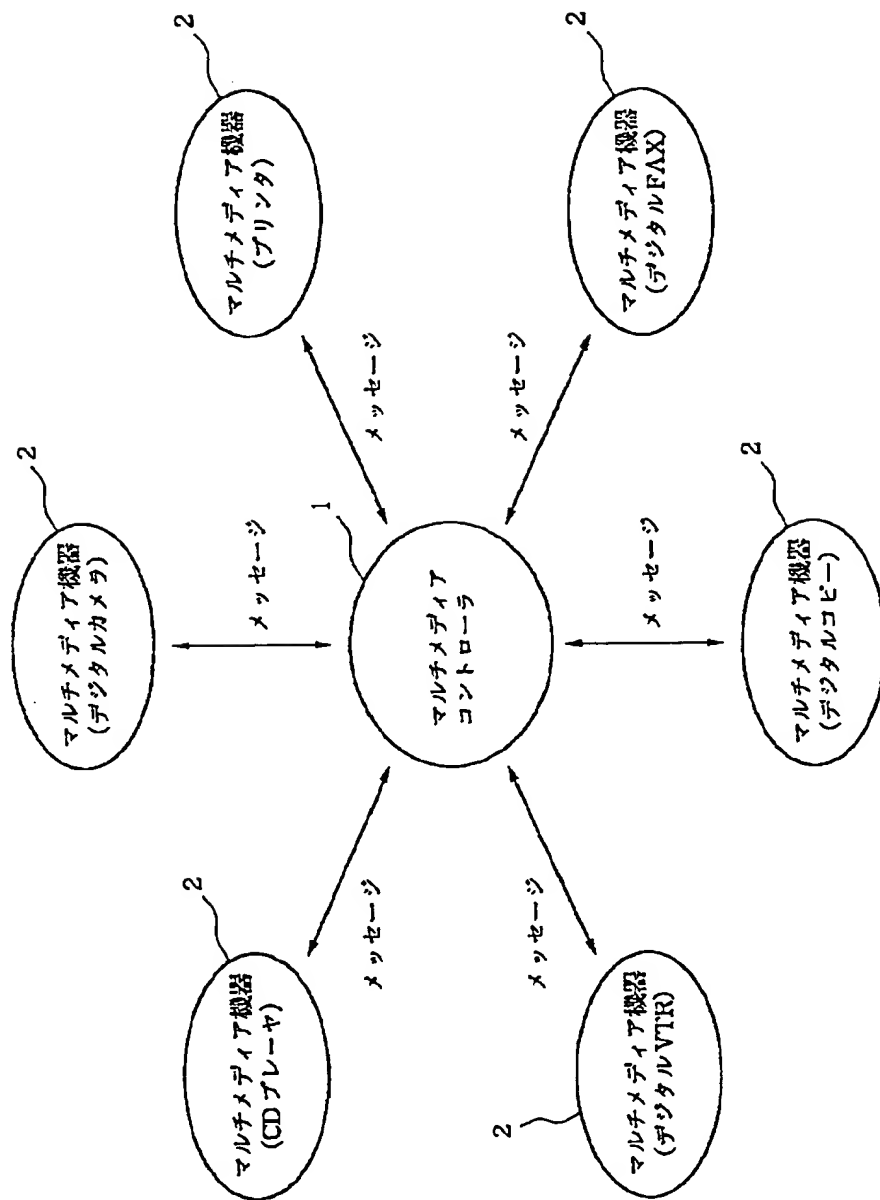 2
マルチメディア機器
(デジタルカメラ)
2
マルチメディア機器
(CDプレーヤ)
2
マルチメディア機器
(プリンタ)
メッセージ
メッセージ
メッセージ
1
マルチメディア
コントローラ
メッセージ
メッセージ
メッセージ
2
マルチメディア機器
(デジタルVTR)
2
マルチメディア機器
(デジタルFAX)
2
マルチメディア機器
(デジタルコピー)